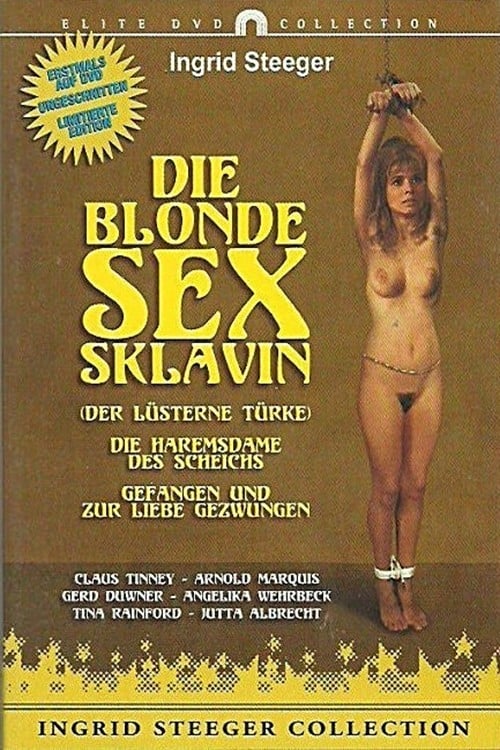 ELITE DVD COLLECTION
Ingrid Steeger
ERSTMALS
AUF DVD
UNGESCHNITTEN
LIMITIERTE
EDITION
DIE
BLONDE
SEX
SKLAVIN
(DER LÜSTERNE TÜRKE)
DIE HAREMSDAME
DES SCHEICHS
GEFANGEN UND
ZUR LIEBE GEZWUNGEN
CLAUS TINNEY - ARNOLD MARQUIS
GERD DUWNER - ANGELIKA WEHRBECK
TINA RAINFORD - JUTTA ALBRECHT
INGRID STEEGER COLLECTION